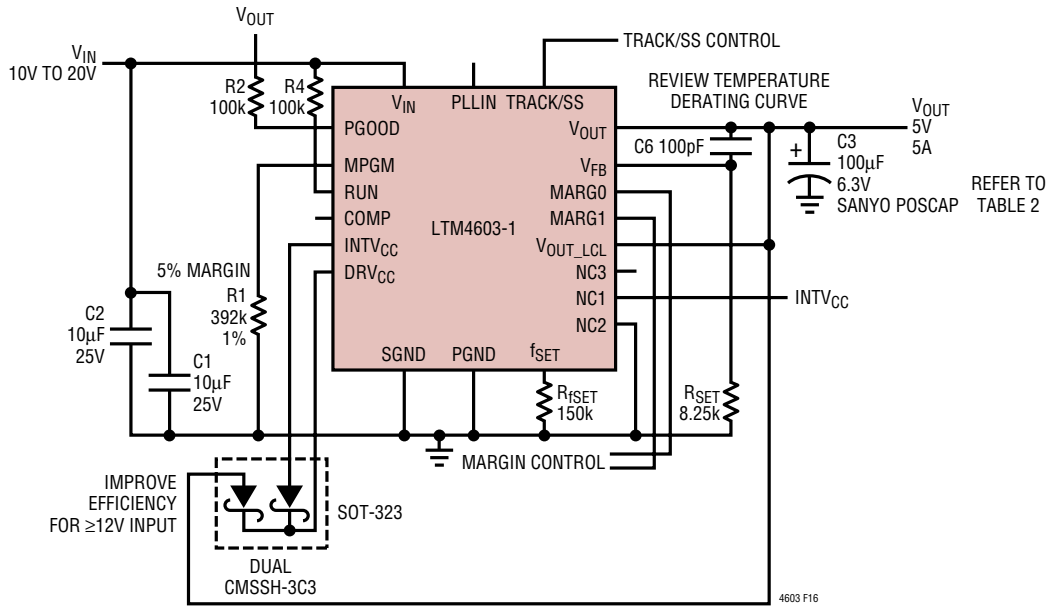 VOUT
VIN
10V TO 20V
TRACK/SS CONTROL
R2
100k
R4
100k
REVIEW TEMPERATURE
DERATING CURVE
VIN
PLLIN
TRACK/SS
PGOOD
MPGM
RUN
COMP
INTVCC
DRVCC
LTM4603-1
SGND
PGND
fSET
VOUT
VFB
MARG0
MARG1
VOUT_LCL
NC3
NC1
NC2
C6 100pF
VOUT
5V
5A
+
C3
100µF
6.3V
SANYO POSCAP
REFER TO
TABLE 2
INTVCC
5% MARGIN
R1
392k
1%
C2
10µF
25V
C1
10µF
25V
RfSET
150k
RSET
8.25k
MARGIN CONTROL
IMPROVE
EFFICIENCY
FOR ≥12V INPUT
SOT-323
DUAL
CMSSH-3C3
4603 F16